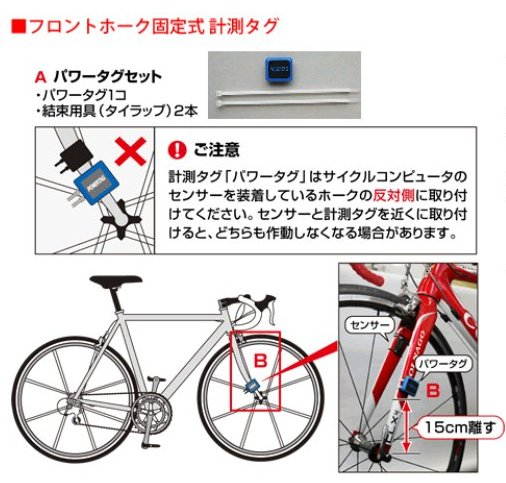 ■フロントホーク固定式 計測タグ
A パワータグセット
・パワータグ1コ
・結束用具（タイラップ）2本
! ご注意
計測タグ「パワータグ」はサイクルコンピュータの
センサーを装着しているホークの反対側に取り付
けてください。センサーと計測タグを近くに取り付
けると、どちらも作動しなくなる場合があります。
B
センサー
パワータグ
B
15cm離す